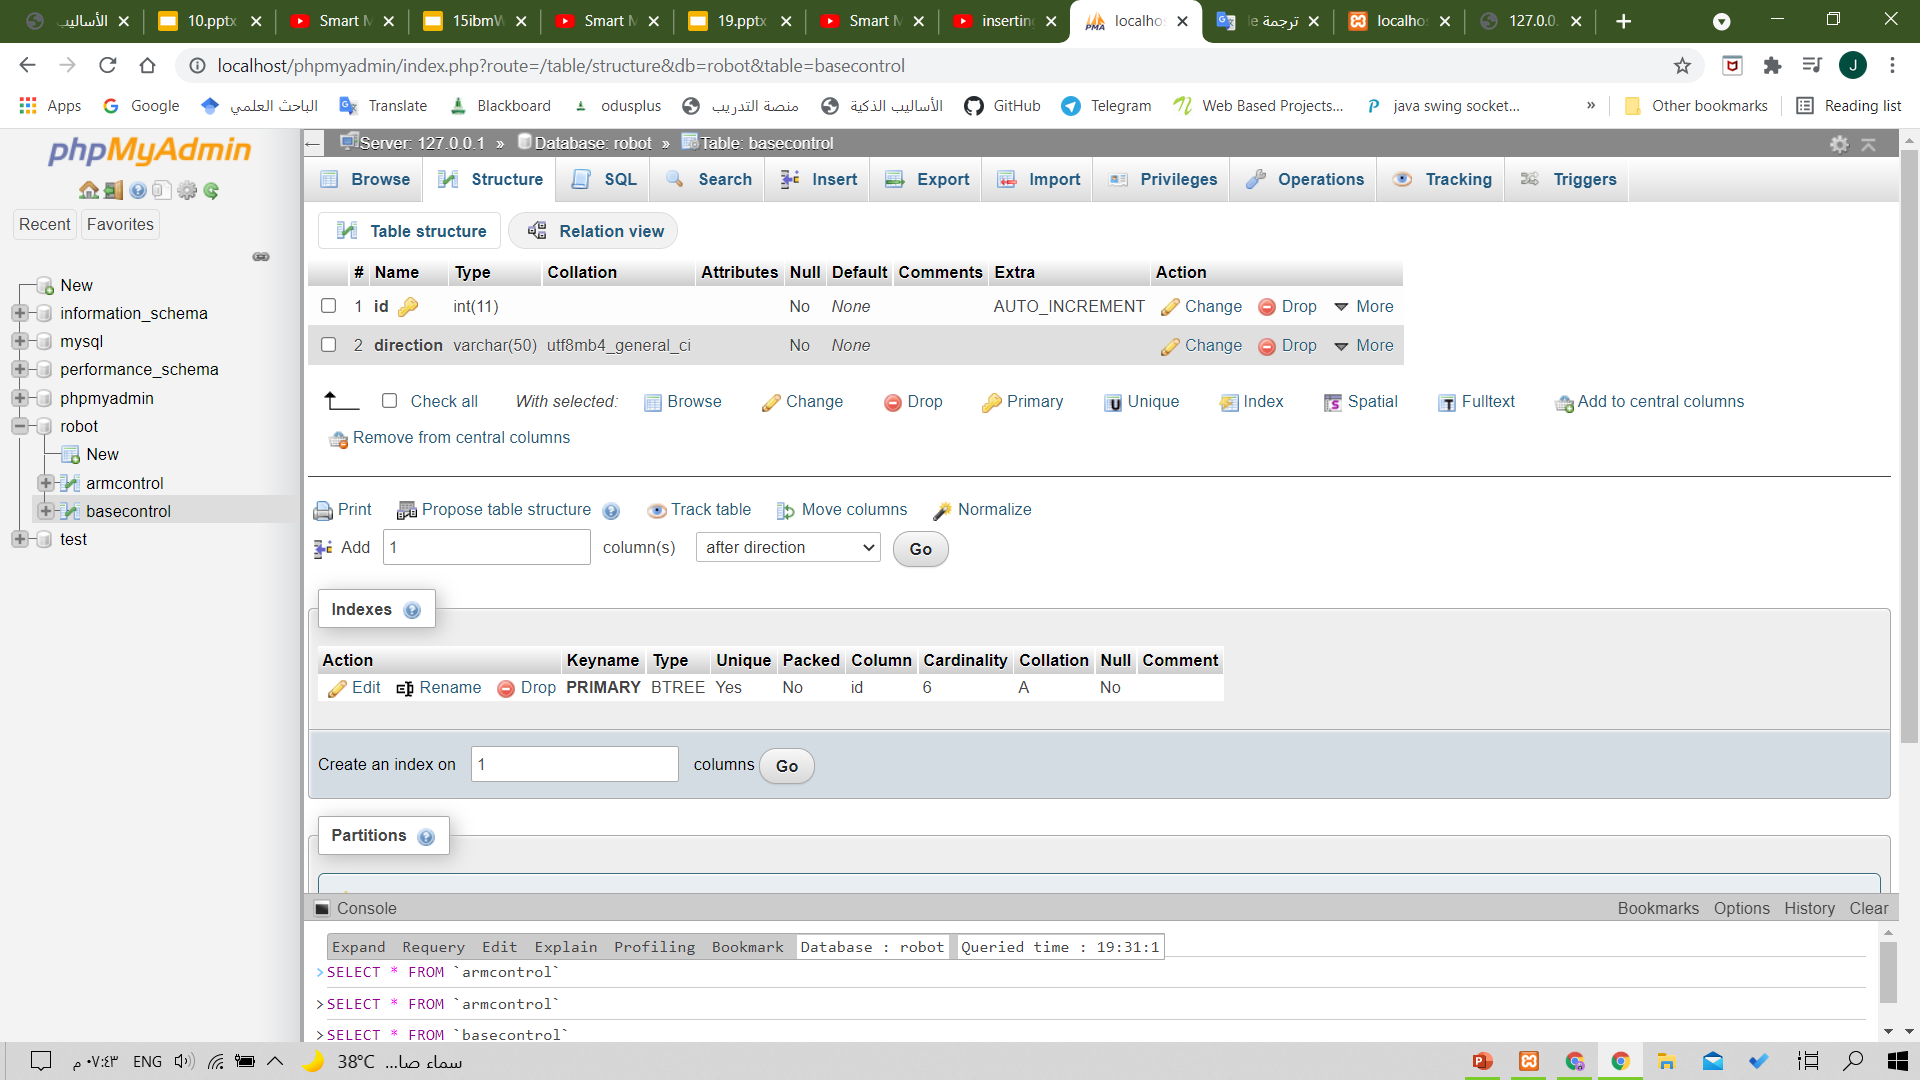 الأساليب
10.pptx
Smart M
15ibmW
Smart M
19.pptx
Smart M
inserting
localhos
ترجمة le
localhos
127.0.0.
localhost/phpmyadmin/index.php?route=/table/structure&db=robot&table=basecontrol
J
Apps Google الباحث العلمي Translate Blackboard odusplus منصة التدريب الأساليب الذكية GitHub Telegram Web Based Projects... java swing socket... » Other bookmarks Reading list
phpMyAdmin
Recent Favorites
New
information_schema
mysql
performance_schema
phpmyadmin
robot
New
armcontrol
basecontrol
test
Server: 127.0.0.1 » Database: robot » Table: basecontrol
Browse Structure SQL Search Insert Export Import Privileges Operations Tracking Triggers
Table structure Relation view
# Name Type Collation Attributes Null Default Comments Extra Action
1 id int(11) No None AUTO_INCREMENT Change Drop More
2 direction varchar(50) utf8mb4_general_ci No None Change Drop More
Check all With selected: Browse Change Drop Primary Unique Index Spatial Fulltext Add to central columns
Remove from central columns
Print Propose table structure Track table Move columns Normalize
Add 1 column(s) after direction Go
Indexes
Action Keyname Type Unique Packed Column Cardinality Collation Null Comment
Edit Rename Drop PRIMARY BTREE Yes No id 6 A No
Create an index on 1 columns Go
Partitions
Console Bookmarks Options History Clear
Expand Requery Edit Explain Profiling Bookmark Database : robot Queried time : 19:31:1
>SELECT * FROM `armcontrol`
>SELECT * FROM `armcontrol`
>SELECT * FROM `basecontrol`
٠٧:٤٣ م ENG 38°C سماء صا...